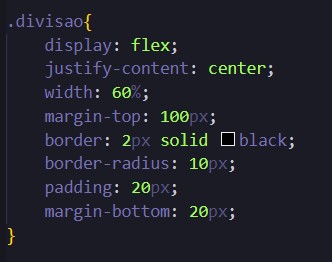 .divisao{
display: flex;
justify-content: center;
width: 60%;
margin-top: 100px;
border: 2px solid black;
border-radius: 10px;
padding: 20px;
margin-bottom: 20px;
}